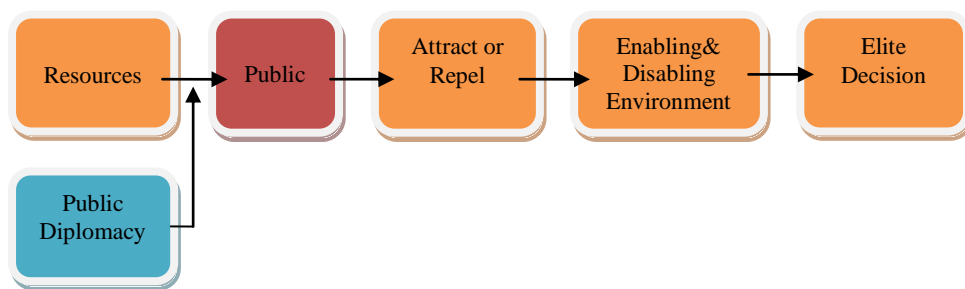 Resources
Public
Attract or
Repel
Enabling&
Disabling
Environment
Elite
Decision
Public
Diplomacy